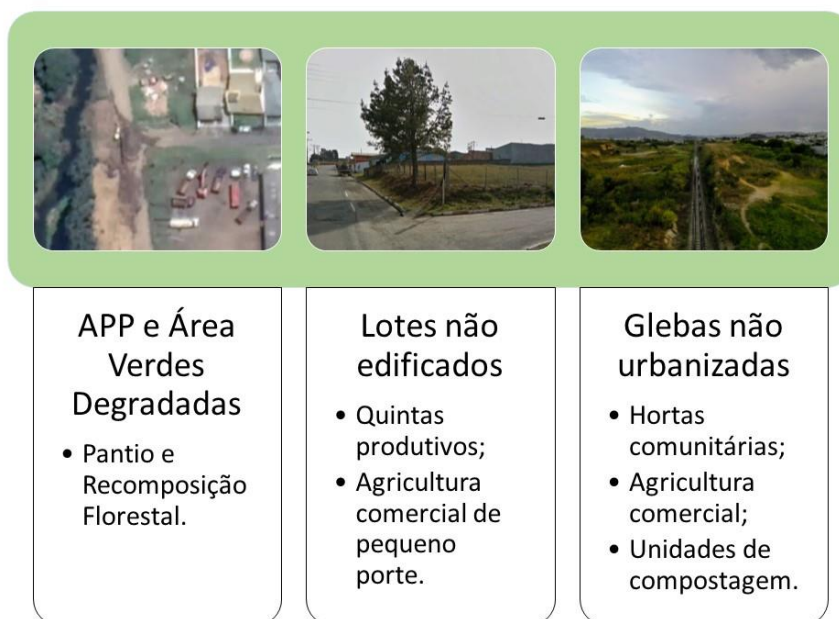 APP e Área
Verdes
Degradadas
• Pantio e
Recomposição
Florestal.
Lotes não
edificados
• Quintas
produtivos;
• Agricultura
comercial de
pequeno
porte.
Glebas não
urbanizadas
• Hortas
comunitárias;
• Agricultura
comercial;
• Unidades de
compostagem.